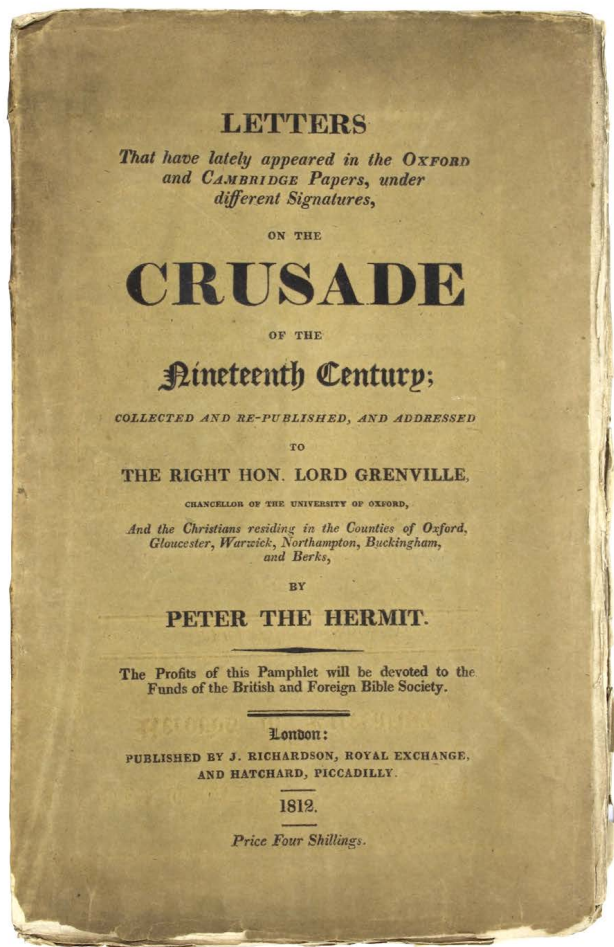 LETTERS
That have lately appeared in the OXFORD
and CAMBRIDGE Papers, under
different Signatures,
ON THE
CRUSADE
OF THE
Nineteenth Century;
COLLECTED AND RE-PUBLISHED, AND ADDRESSED
TO
THE RIGHT HON. LORD GRENVILLE,
CHANCELLOR OF THE UNIVERSITY OF OXFORD,
And the Christians residing in the Counties of Oxford,
Gloucester, Warwick, Northampton, Buckingham,
and Berks,
BY
PETER THE HERMIT.
The Profits of this Pamphlet will be devoted to the
Funds of the British and Foreign Bible Society.
London:
PUBLISHED BY J. RICHARDSON, ROYAL EXCHANGE,
AND HATCHARD, PICCADILLY.
1812.
Price Four Shillings.